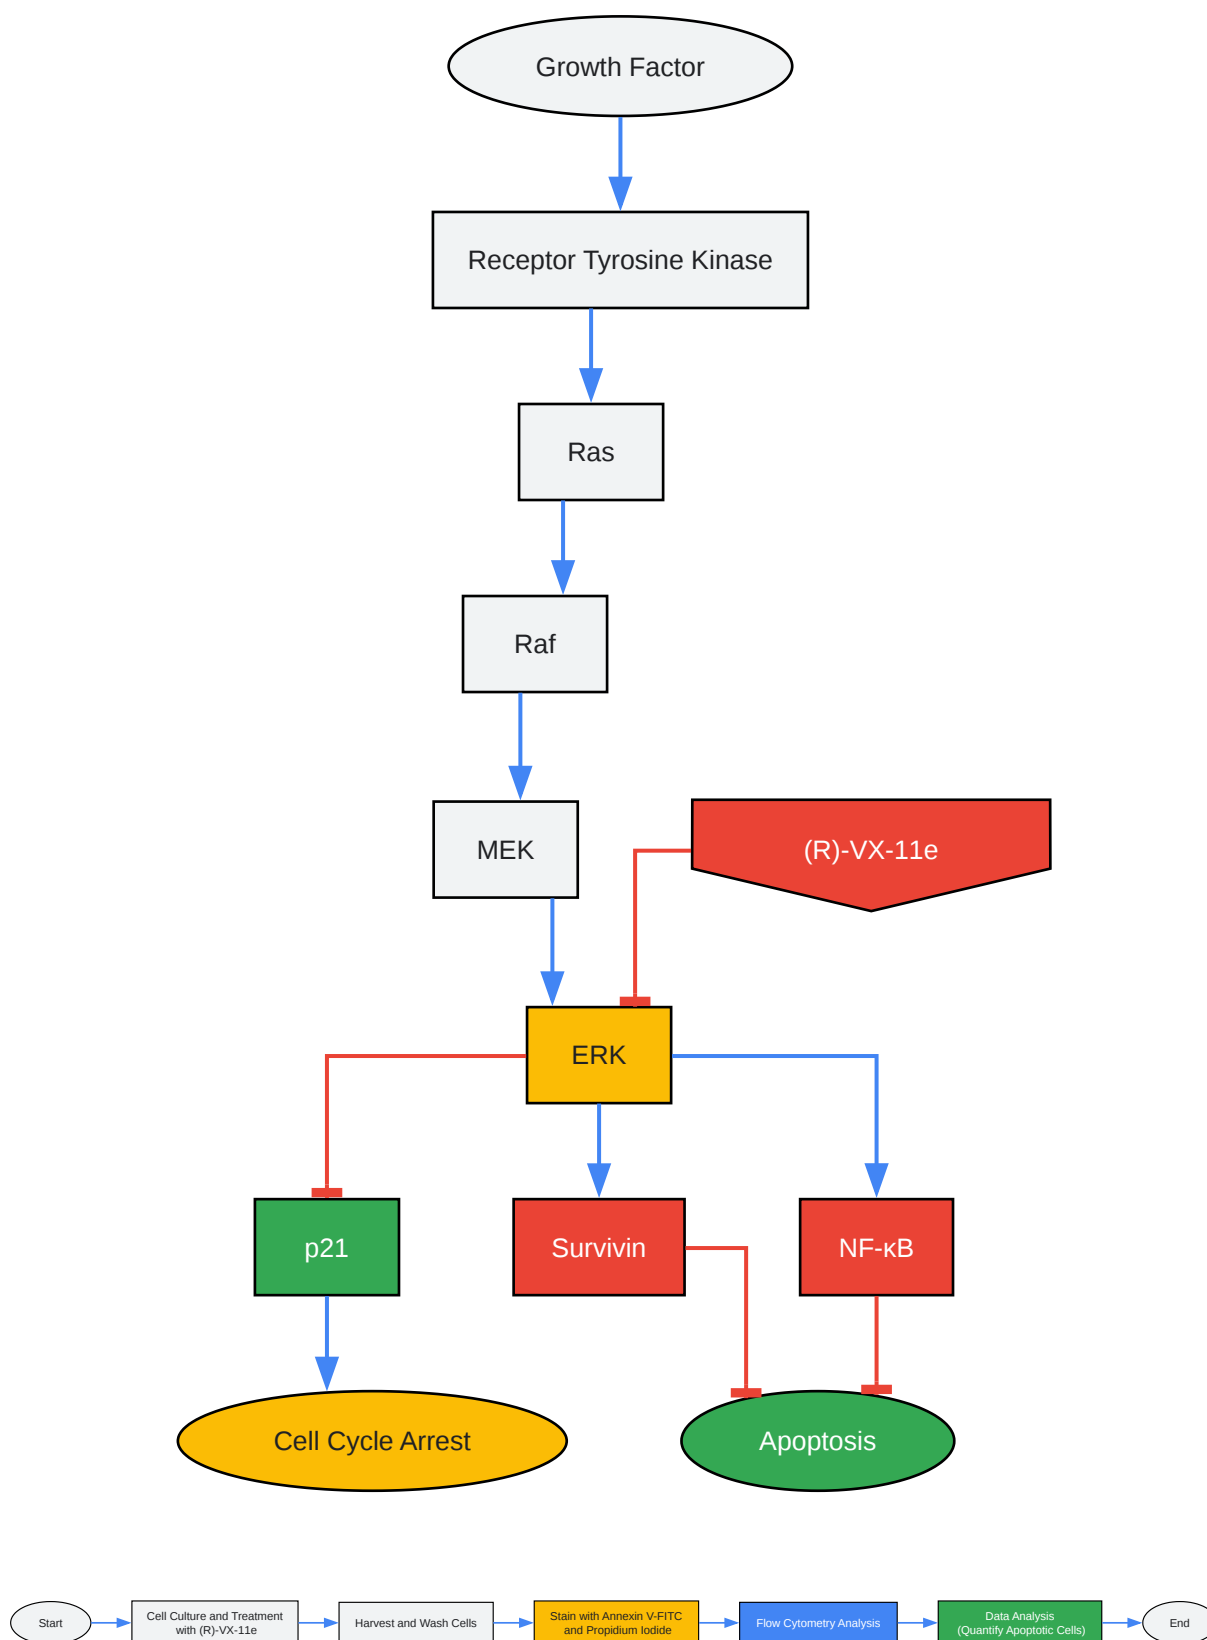 Growth Factor
Receptor Tyrosine Kinase
Ras
Raf
MEK
(R)-VX-11e
ERK
p21
Survivin
NF-κB
Cell Cycle Arrest
Apoptosis
Start
Cell Culture and Treatment
with (R)-VX-11e
Harvest and Wash Cells
Stain with Annexin V-FITC
and Propidium Iodide
Flow Cytometry Analysis
Data Analysis
(Quantify Apoptotic Cells)
End